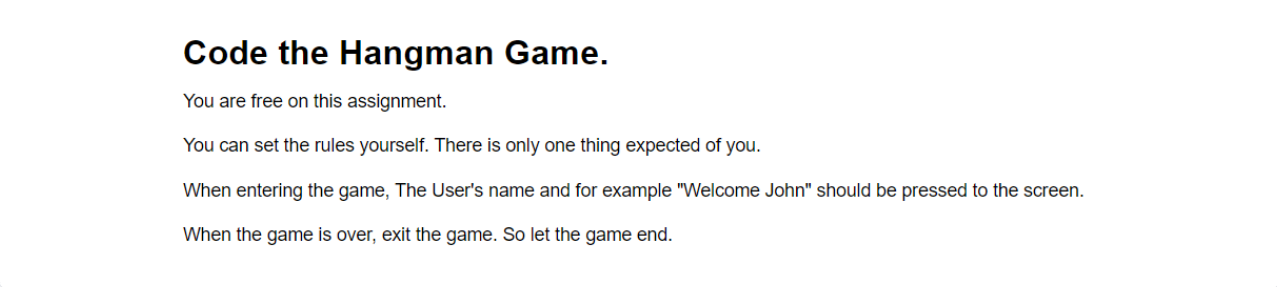 Code the Hangman Game.
You are free on this assignment.
You can set the rules yourself. There is only one thing expected of you.
When entering the game, The User's name and for example "Welcome John" should be pressed to the screen.
When the game is over, exit the game. So let the game end.